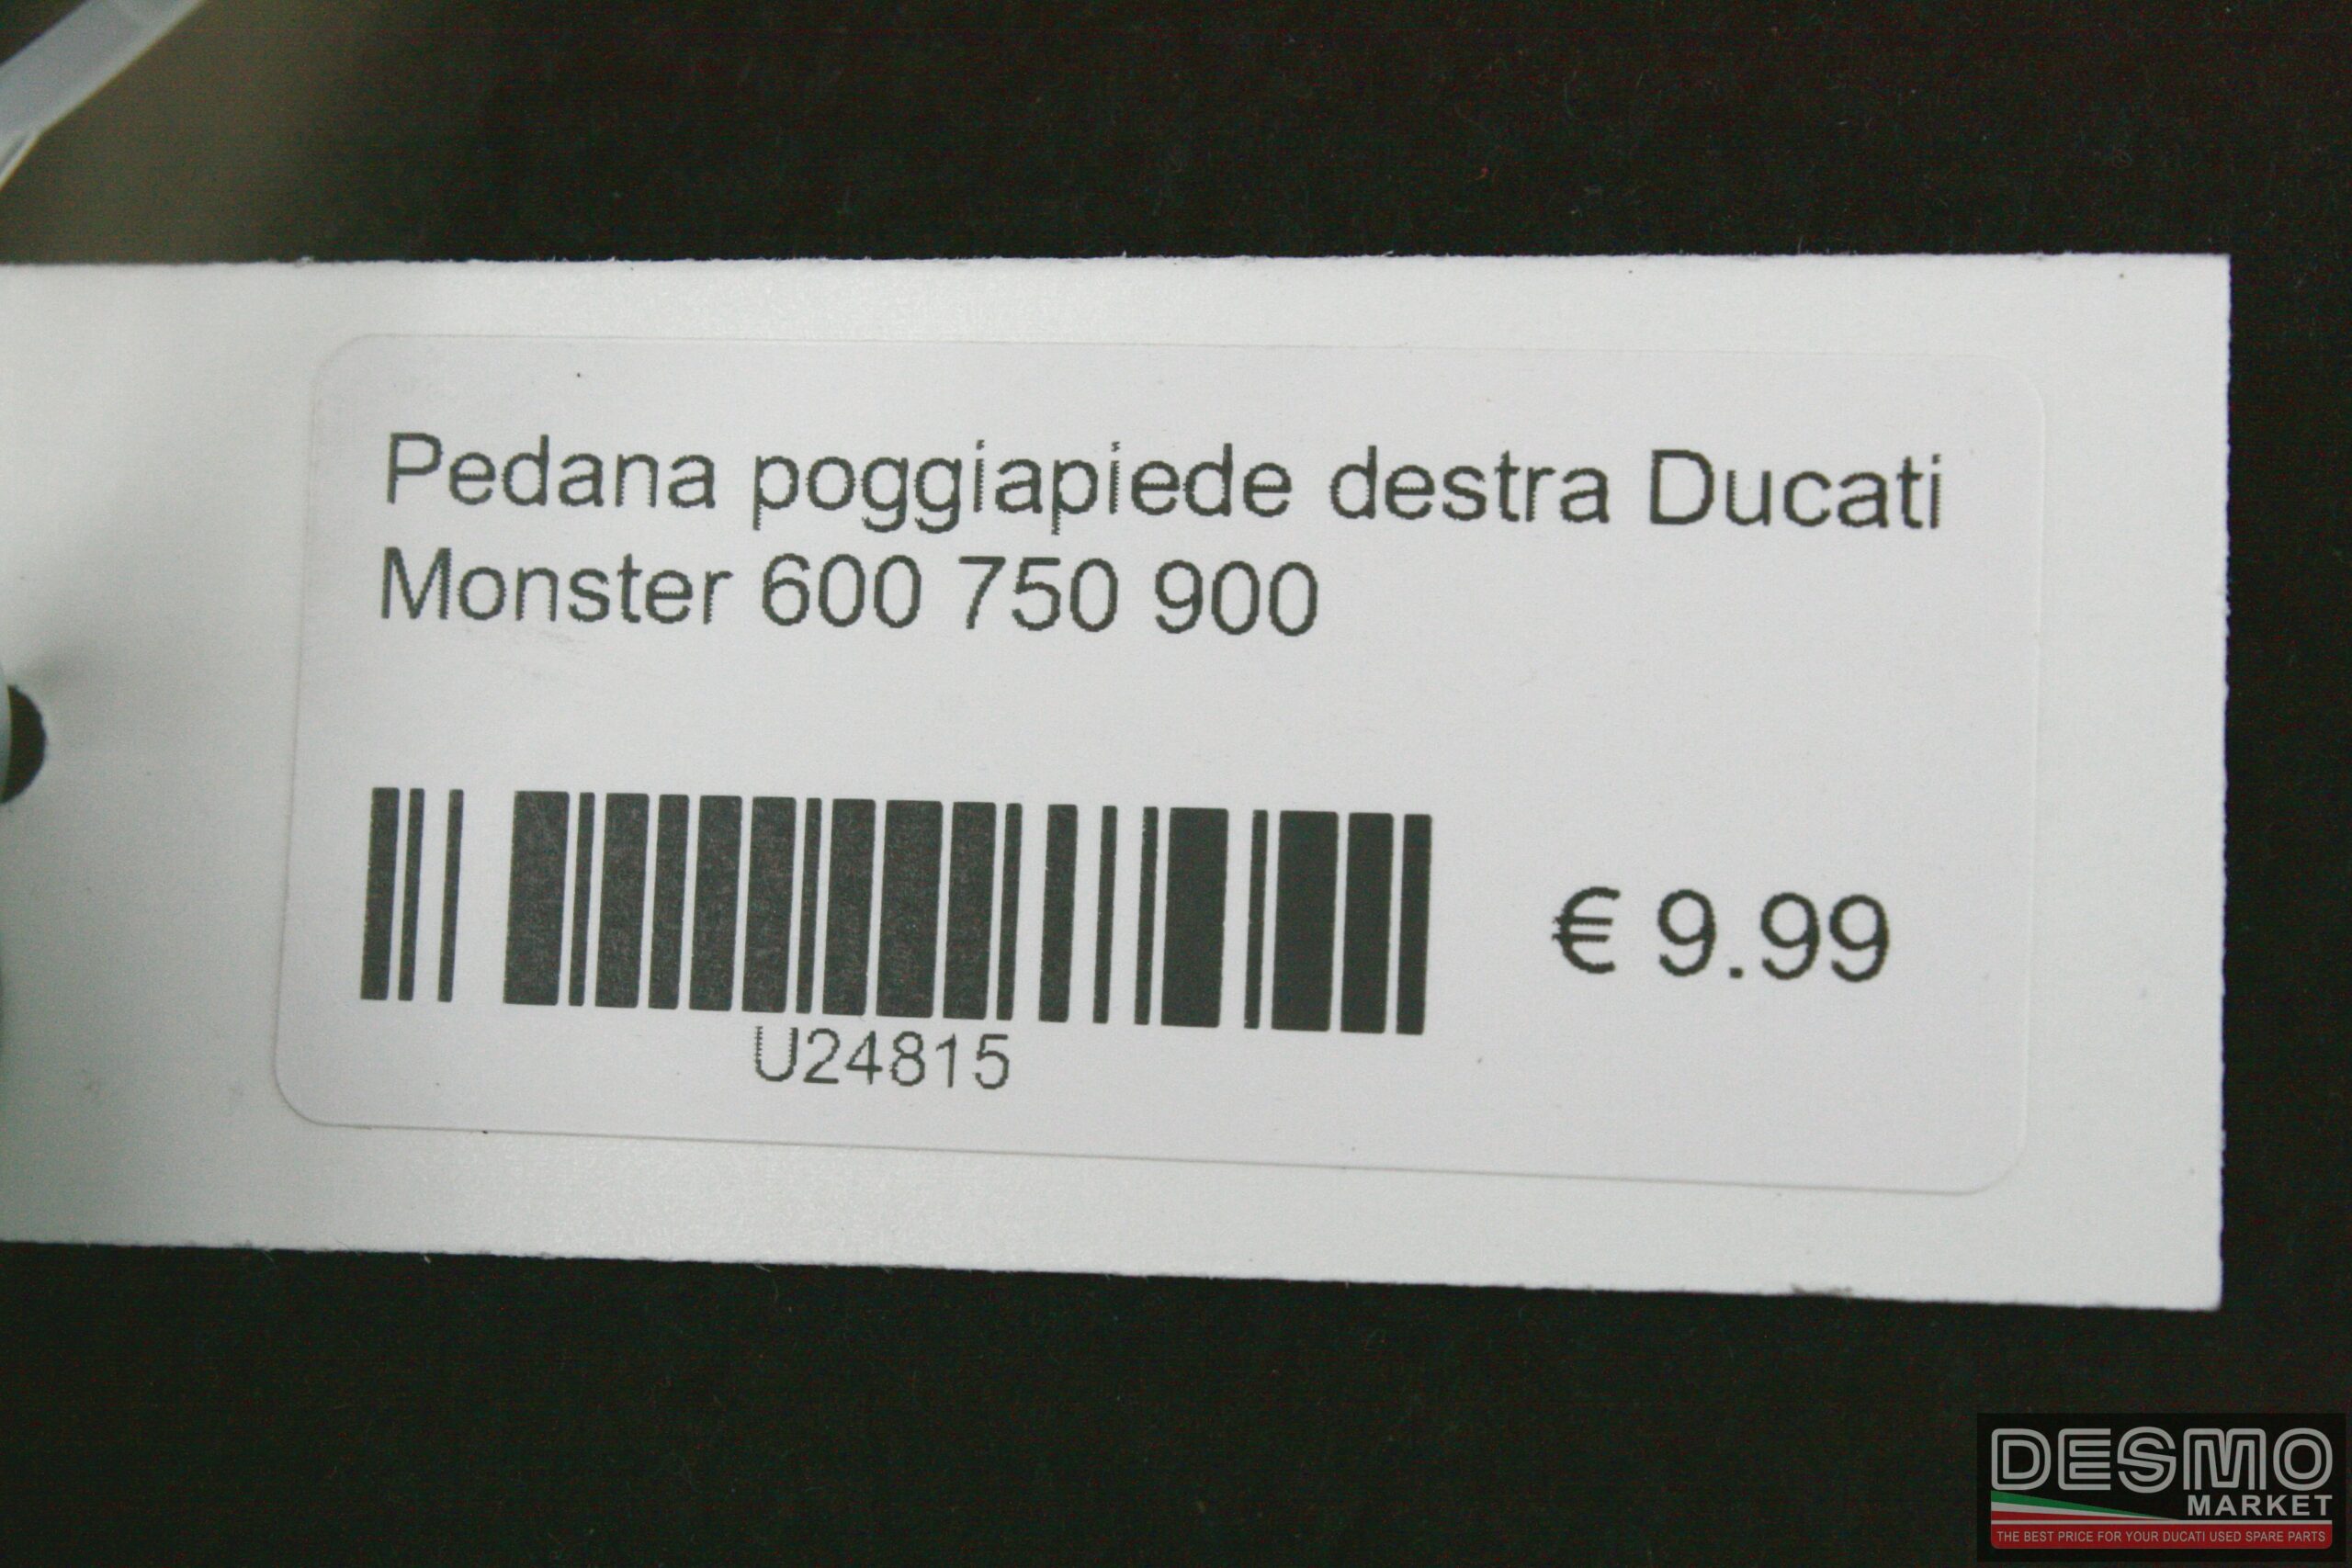 Pedana poggiapiede destra Ducati
Monster 600 750 900
U24815
€ 9.99
DESMO
MARKET
THE BEST PRICE FOR YOUR DUCATI USED SPARE PARTS